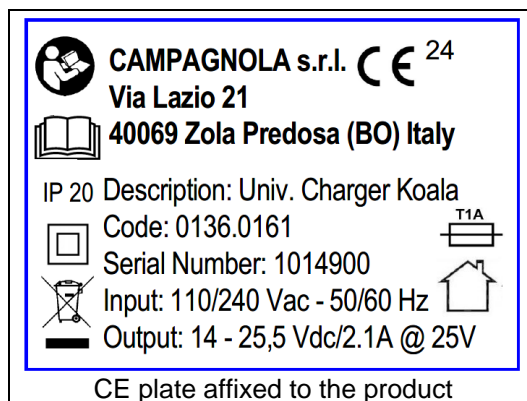 CAMPAGNOLA s.r.l. CE 24
Via Lazio 21
40069 Zola Predosa (BO) Italy
IP 20 Description: Univ. Charger Koala
Code: 0136.0161
T1A
Serial Number: 1014900
Input: 110/240 Vac - 50/60 Hz
Output: 14 - 25,5 Vdc/2.1A @ 25V
CE plate affixed to the product